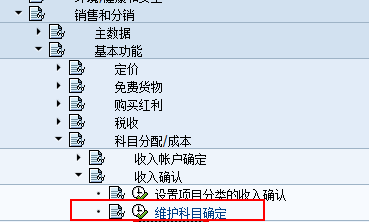 销售和分销
主数据
基本功能
定价
免费货物
购买红利
税收
科目分配/成本
收入帐户确定
收入确认
设置项目分类的收入确认
维护科目确定